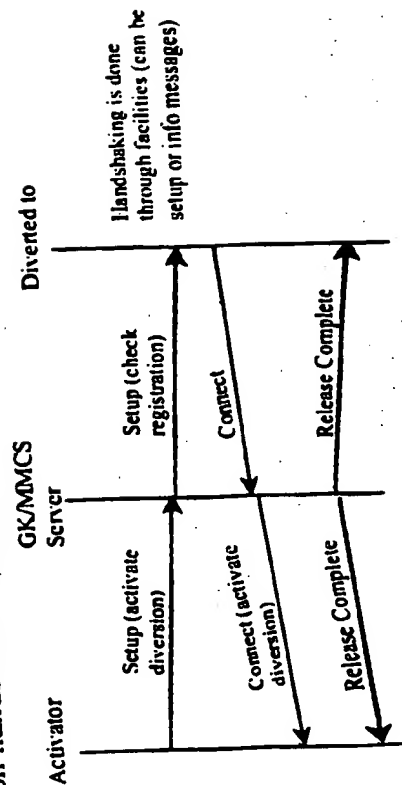 Activator
GK/MMCS
Server
Diverted to
Setup (activate
diversion)
Setup (check
registration)
Handshaking is done
through facilities (can be
setup or info messages)
Connect
Connect (activate
diversion)
Release Complete
Release Complete